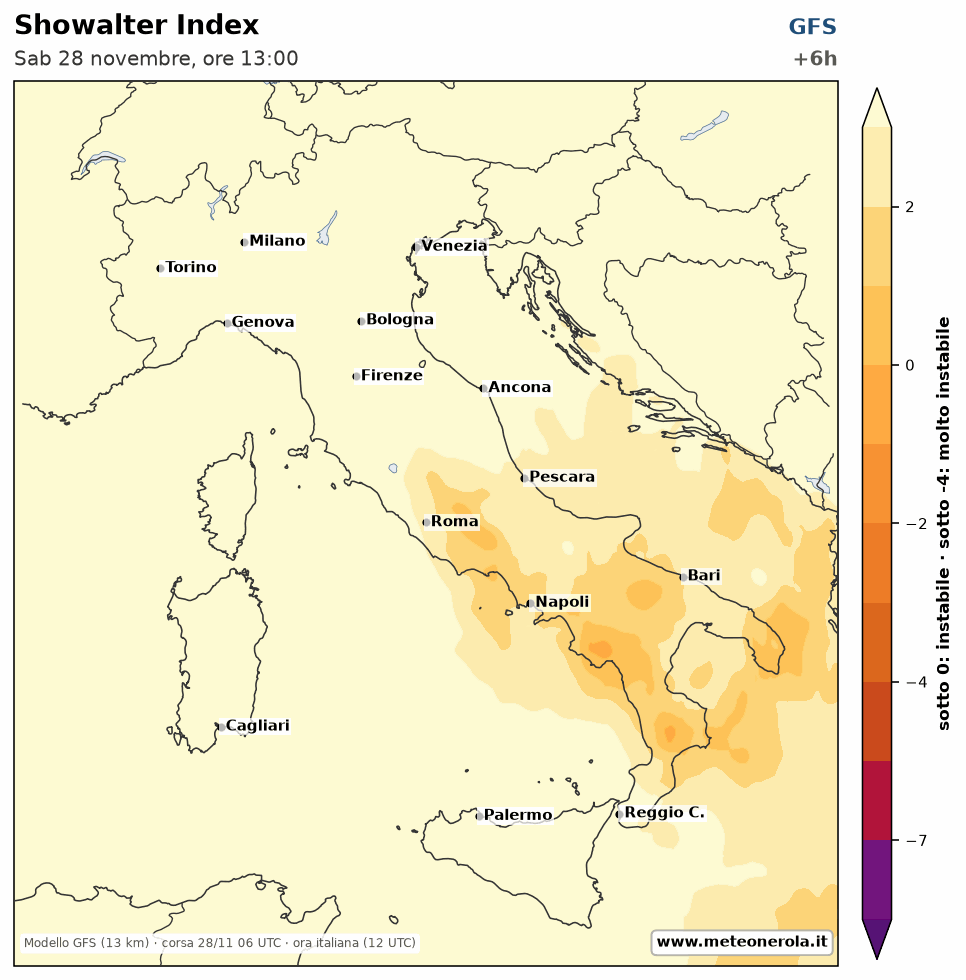 Showalter Index
GFS
Sab 28 novembre, ore 13:00
+6h
Milano
Venezia
Torino
Genova
Bologna
Firenze
Ancona
Pescara
Roma
Bari
Napoli
Cagliari
Palermo
Reggio C.
2
0
−2
−4
−7
sotto 0: instabile · sotto -4: molto instabile
Modello GFS (13 km) · corsa 28/11 06 UTC · ora italiana (12 UTC)
www.meteonerola.it